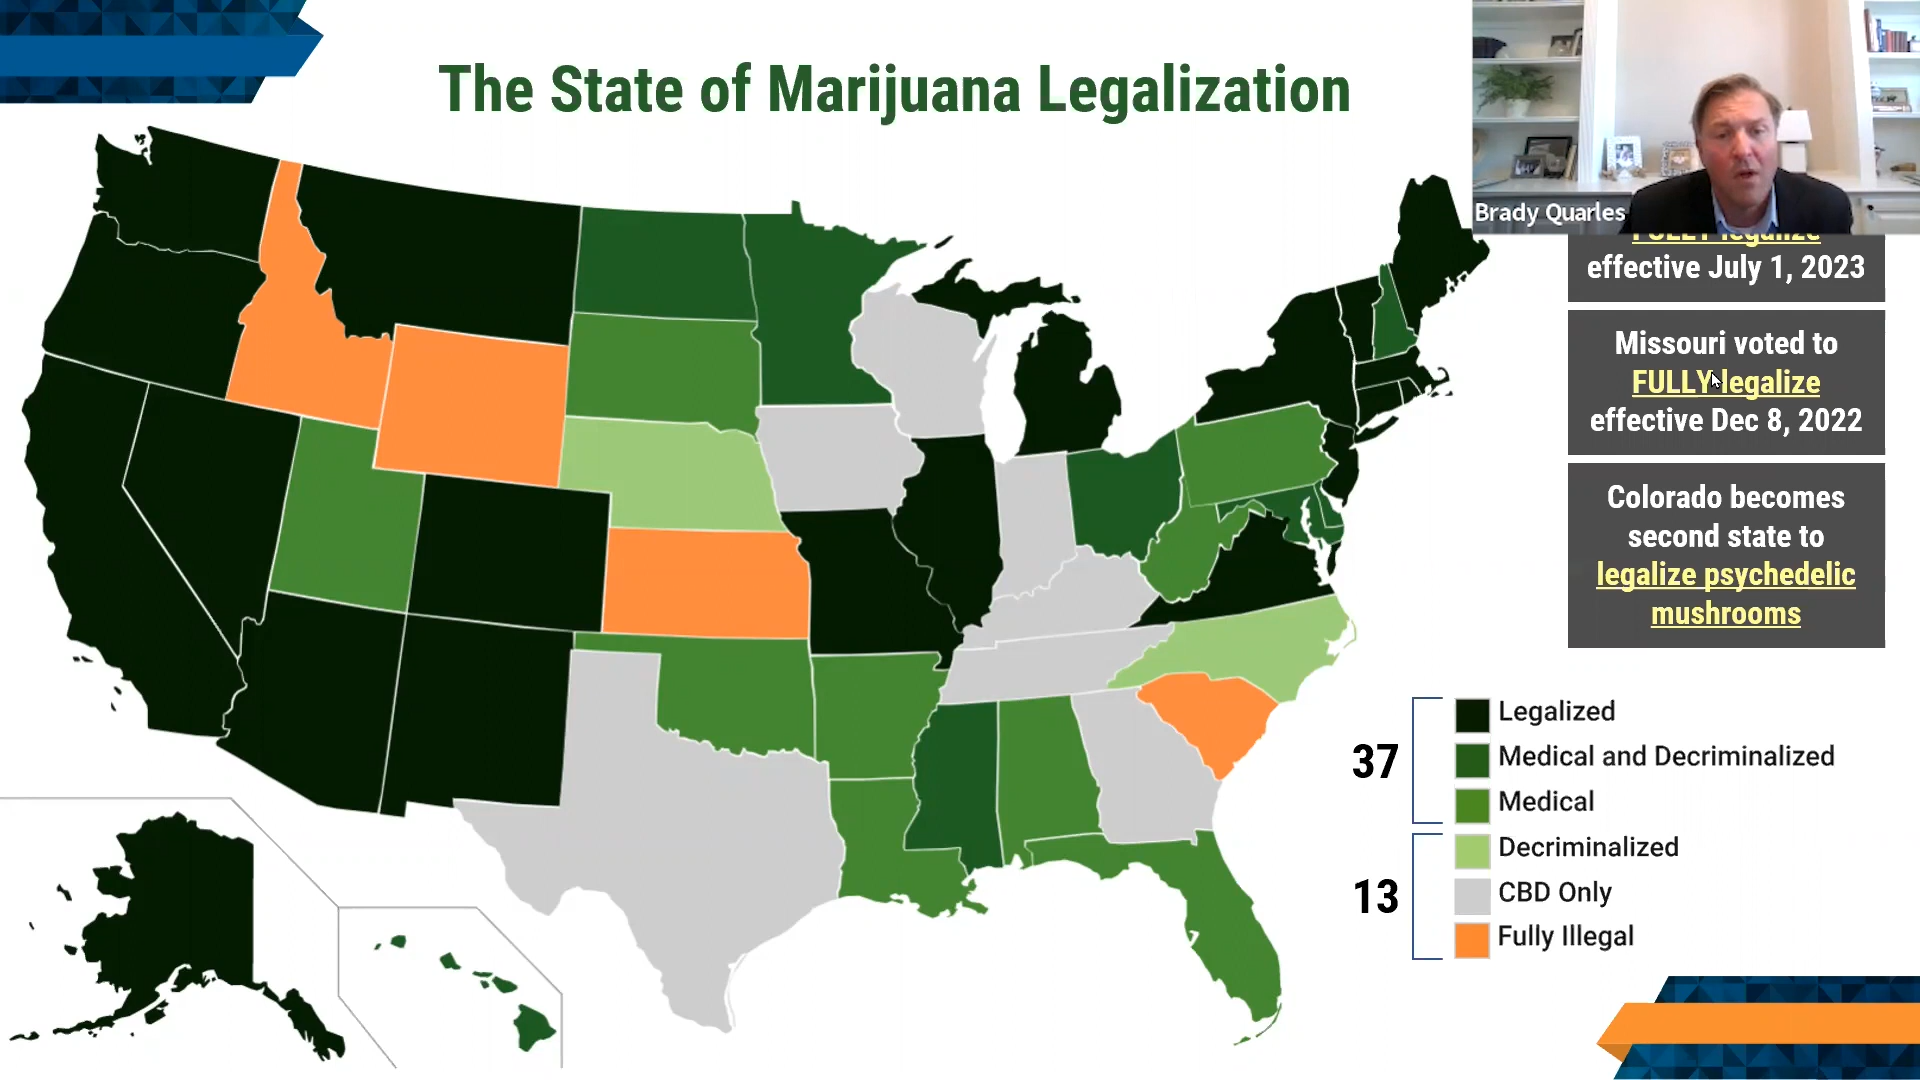 The State of Marijuana Legalization
Brady Quarles
FULLY legalize
effective July 1, 2023
Missouri voted to
FULLY legalize
effective Dec 8, 2022
Colorado becomes
second state to
legalize psychedelic
mushrooms
37
Legalized
Medical and Decriminalized
Medical
13
Decriminalized
CBD Only
Fully Illegal